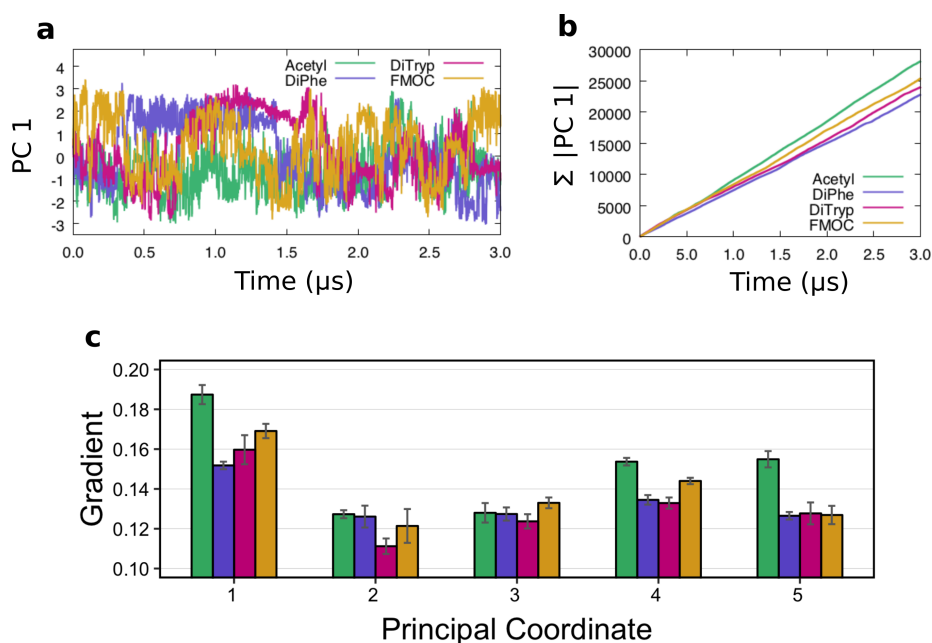 a
PC 1
4
3
2
1
0
-1
-2
-3
Acetyl
DiPhe
DiTryp
FMOC
0.0 0.5 1.0 1.5 2.0 2.5 3.0
Time (μs)
b
Σ |PC 1|
30000
25000
20000
15000
10000
5000
0
Acetyl
DiPhe
DiTryp
FMOC
0.0 5.0 1.0 1.5 2.0 2.5 3.0
Time (μs)
c
Gradient
0.20
0.18
0.16
0.14
0.12
0.10
1 2 3 4 5
Principal Coordinate